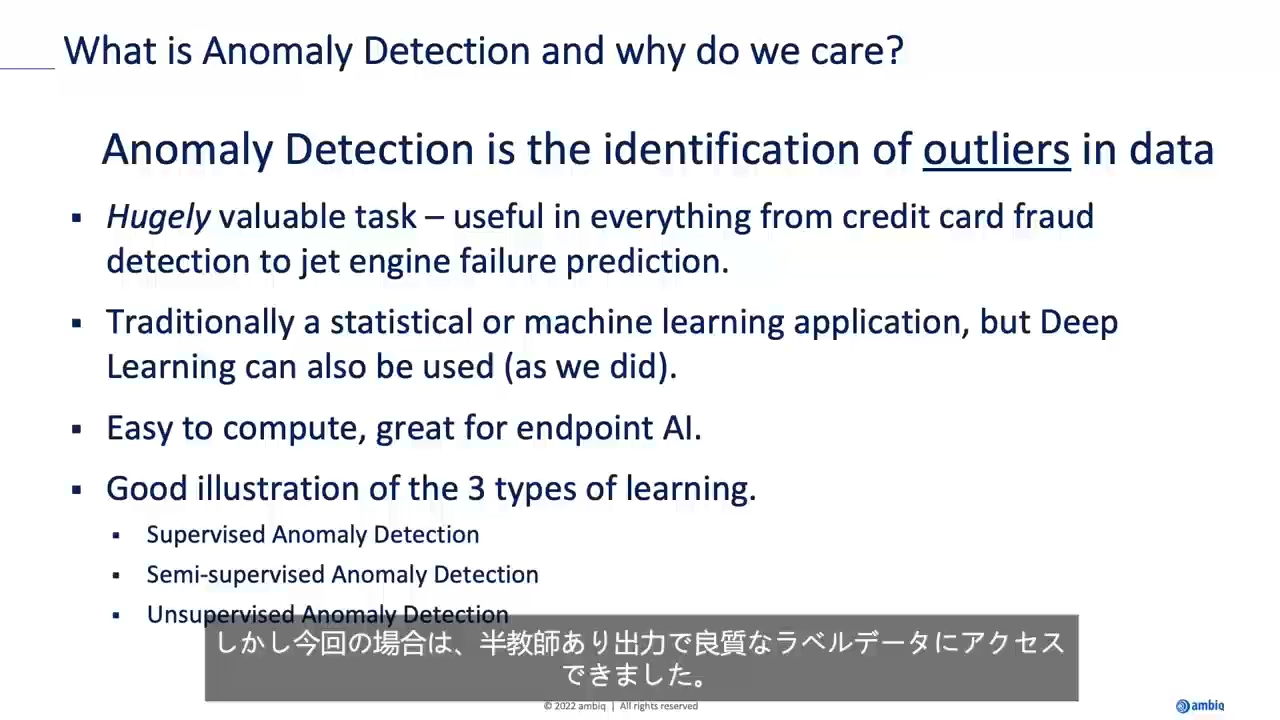 What is Anomaly Detection and why do we care?
Anomaly Detection is the identification of outliers in data
▪ Hugely valuable task – useful in everything from credit card fraud
detection to jet engine failure prediction.
▪ Traditionally a statistical or machine learning application, but Deep
Learning can also be used (as we did).
▪ Easy to compute, great for endpoint AI.
▪ Good illustration of the 3 types of learning.
▪ Supervised Anomaly Detection
▪ Semi-supervised Anomaly Detection
▪ Unsupervised Anomaly Detection
しかし今回の場合は、半教師あり出力で良質なラベルデータにアクセス
できました。
© 2022 ambiq | All rights reserved
ambiq